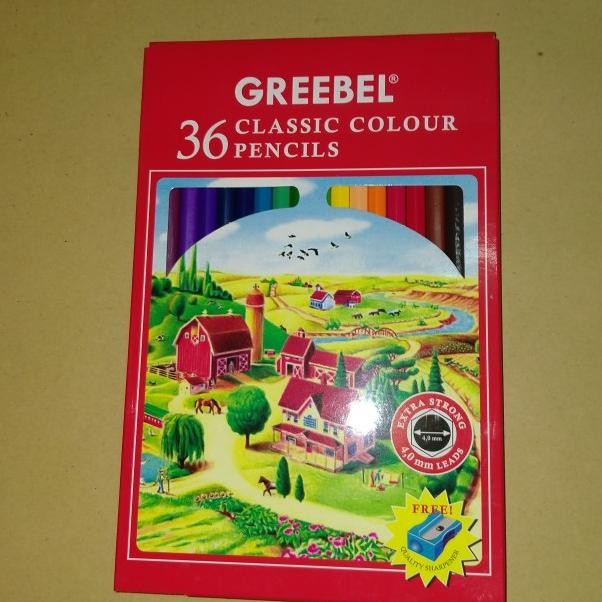 GREEBEL®
36 CLASSIC COLOUR
PENCILS
EXTRA STRONG
4,0 mm
4,0 mm LEADS
FREE!
QUALITY SHARPENER